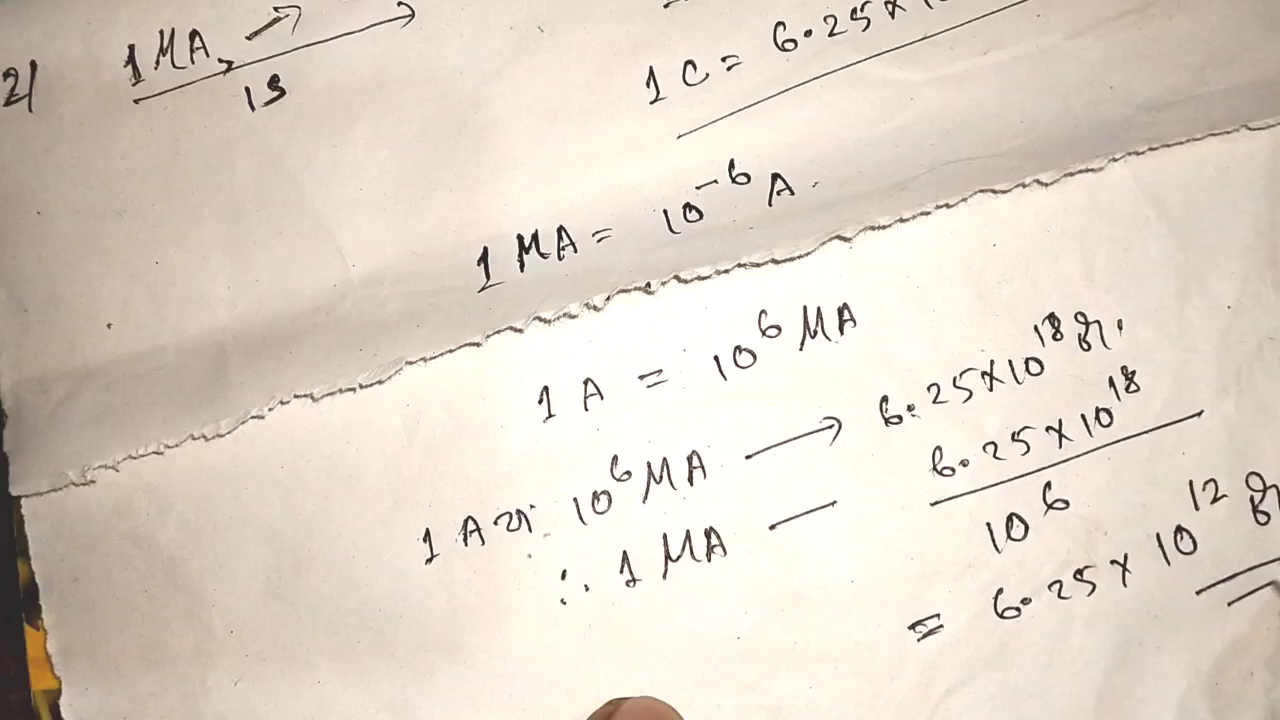 2) 1 MA →
1s
1 C = 6.25×1
1 MA = 10⁻⁶ A.
1 A = 10⁶ MA
1 A বা 10⁶ MA → 6.25×10¹⁸ টি.
∴ 1 MA — 6.25×10¹⁸
10⁶
= 6.25×10¹² টি